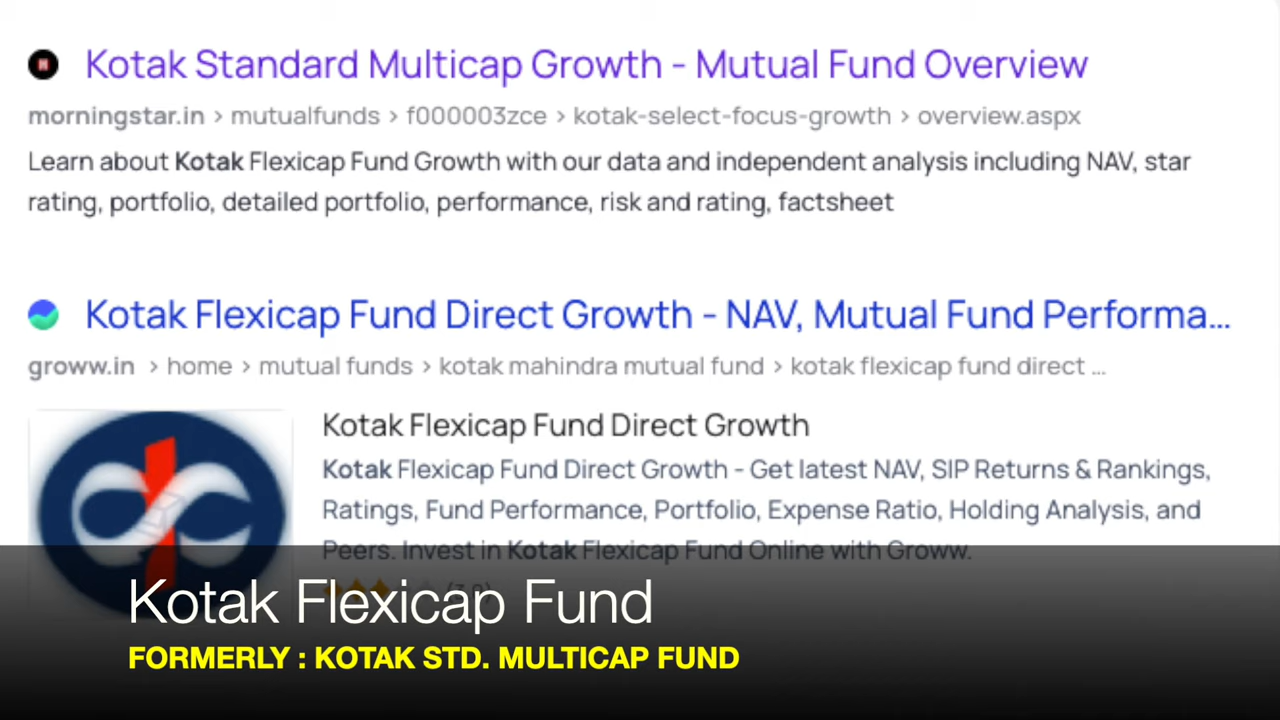 Kotak Standard Multicap Growth - Mutual Fund Overview
morningstar.in › mutualfunds › f000003zce › kotak-select-focus-growth › overview.aspx
Learn about Kotak Flexicap Fund Growth with our data and independent analysis including NAV, star
rating, portfolio, detailed portfolio, performance, risk and rating, factsheet
Kotak Flexicap Fund Direct Growth - NAV, Mutual Fund Performa...
groww.in › home › mutual funds › kotak mahindra mutual fund › kotak flexicap fund direct ...
Kotak Flexicap Fund Direct Growth
Kotak Flexicap Fund Direct Growth - Get latest NAV, SIP Returns & Rankings,
Ratings, Fund Performance, Portfolio, Expense Ratio, Holding Analysis, and
Peers. Invest in Kotak Flexicap Fund Online with Groww.
Kotak Flexicap Fund
FORMERLY : KOTAK STD. MULTICAP FUND